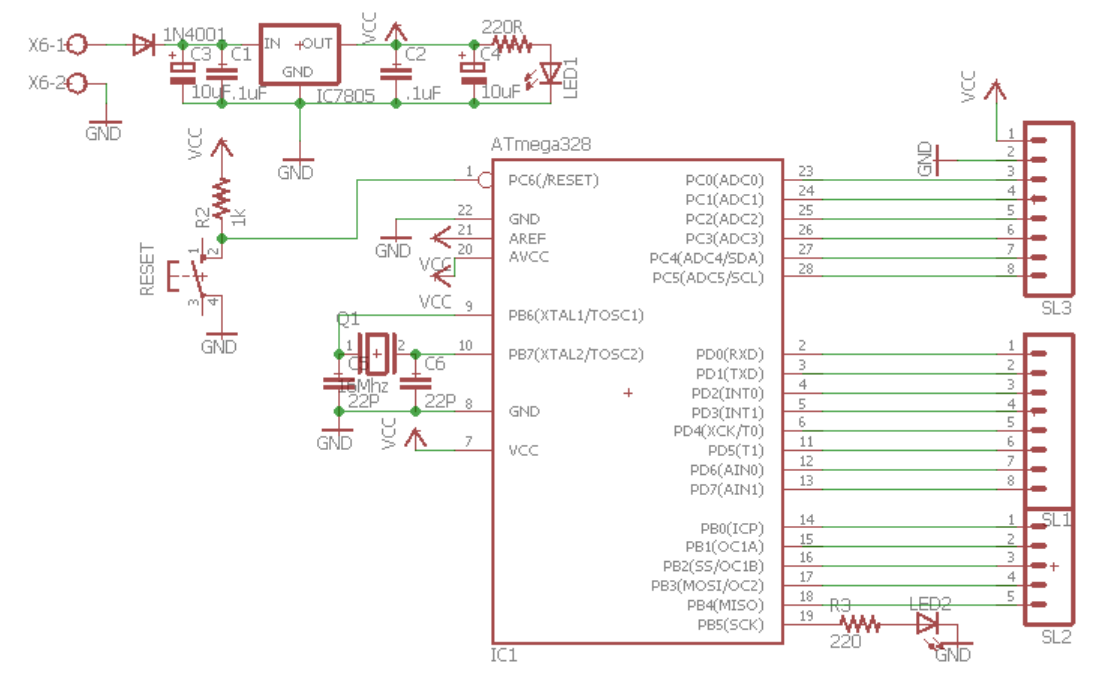 X6-1
1N4001
C3
C1
IN
OUT
GND
VCC
C2
C4
220R
LED1
X6-2
10uF
.1uF
IC7805
.1uF
10uF
GND
GND
VCC
R2
1k
RESET
1
2
3
4
GND
ATmega328
1
PC6(/RESET)
22
GND
GND
21
AREF
VCC
20
AVCC
VCC
9
PB6(XTAL1/TOSC1)
Q1
1
2
10
PB7(XTAL2/TOSC2)
C5
C6
16Mhz
22P
22P
8
GND
GND
VCC
7
VCC
PC0(ADC0) 23
PC1(ADC1) 24
PC2(ADC2) 25
PC3(ADC3) 26
PC4(ADC4/SDA) 27
PC5(ADC5/SCL) 28
PD0(RXD) 2
PD1(TXD) 3
PD2(INT0) 4
PD3(INT1) 5
PD4(XCK/T0) 6
PD5(T1) 11
PD6(AIN0) 12
PD7(AIN1) 13
PB0(ICP) 14
PB1(OC1A) 15
PB2(SS/OC1B) 16
PB3(MOSI/OC2) 17
PB4(MISO) 18
PB5(SCK) 19
IC1
R3
220
LED2
GND
VCC
GND
1
2
3
4
5
6
7
8
SL3
1
2
3
4
5
6
7
8
SL1
1
2
3
4
5
SL2